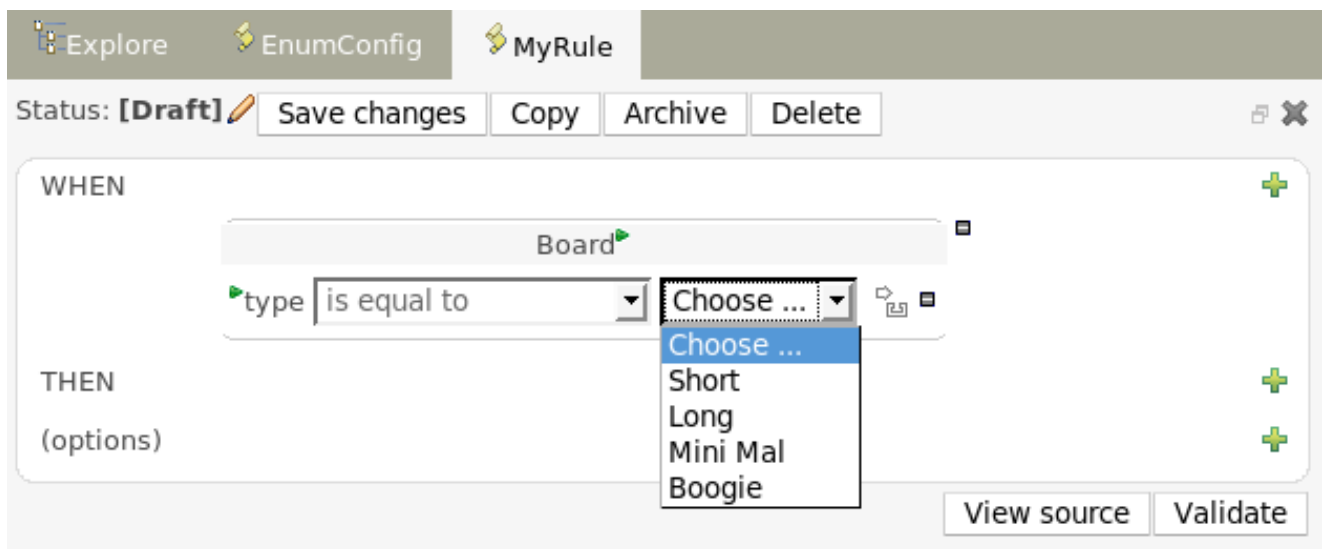 Explore EnumConfig MyRule
Status: [Draft] Save changes Copy Archive Delete
WHEN
Board
type is equal to Choose ...
Choose ...
Short
THEN
Long
Mini Mal
(options)
Boogie
View source Validate